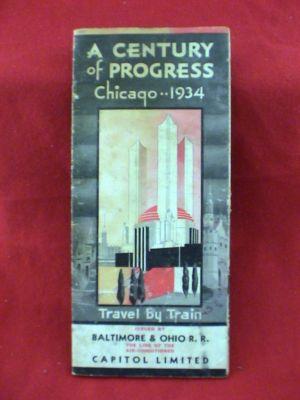 A CENTURY
of PROGRESS
Chicago..1934
Travel By Train
ISSUED BY
BALTIMORE & OHIO R. R.
THE LINE OF THE
AIR-CONDITIONED
CAPITOL LIMITED